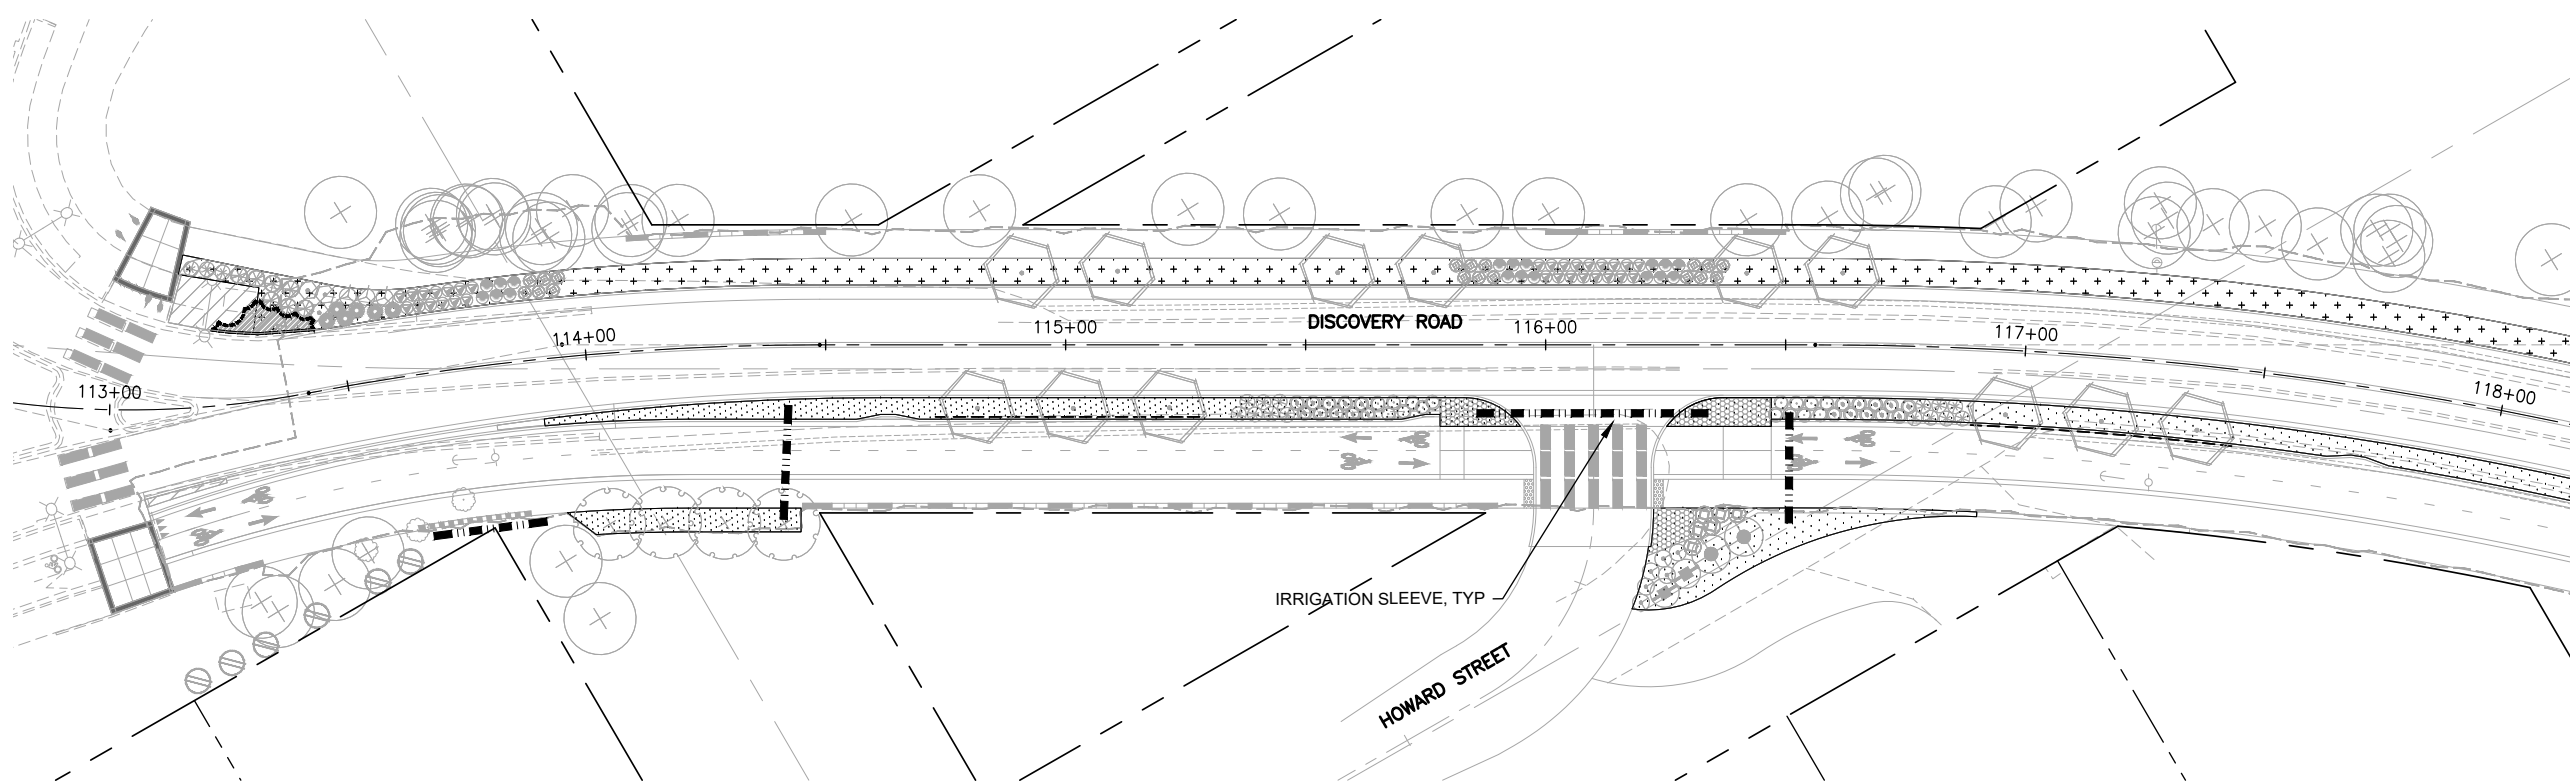 DISCOVERY ROAD
113+00
114+00
115+00
116+00
117+00
118+00
IRRIGATION SLEEVE, TYP
HOWARD STREET